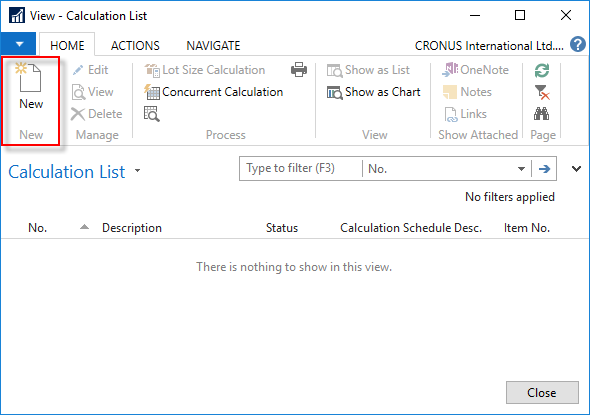 View - Calculation List
HOME ACTIONS NAVIGATE CRONUS International Ltd.... ?
New
New
Edit
View
Delete
Manage
Lot Size Calculation
Concurrent Calculation
Process
Show as List
Show as Chart
View
OneNote
Notes
Links
Show Attached
Page
Calculation List
Type to filter (F3) No.
No filters applied
No. Description Status Calculation Schedule Desc. Item No.
There is nothing to show in this view.
Close